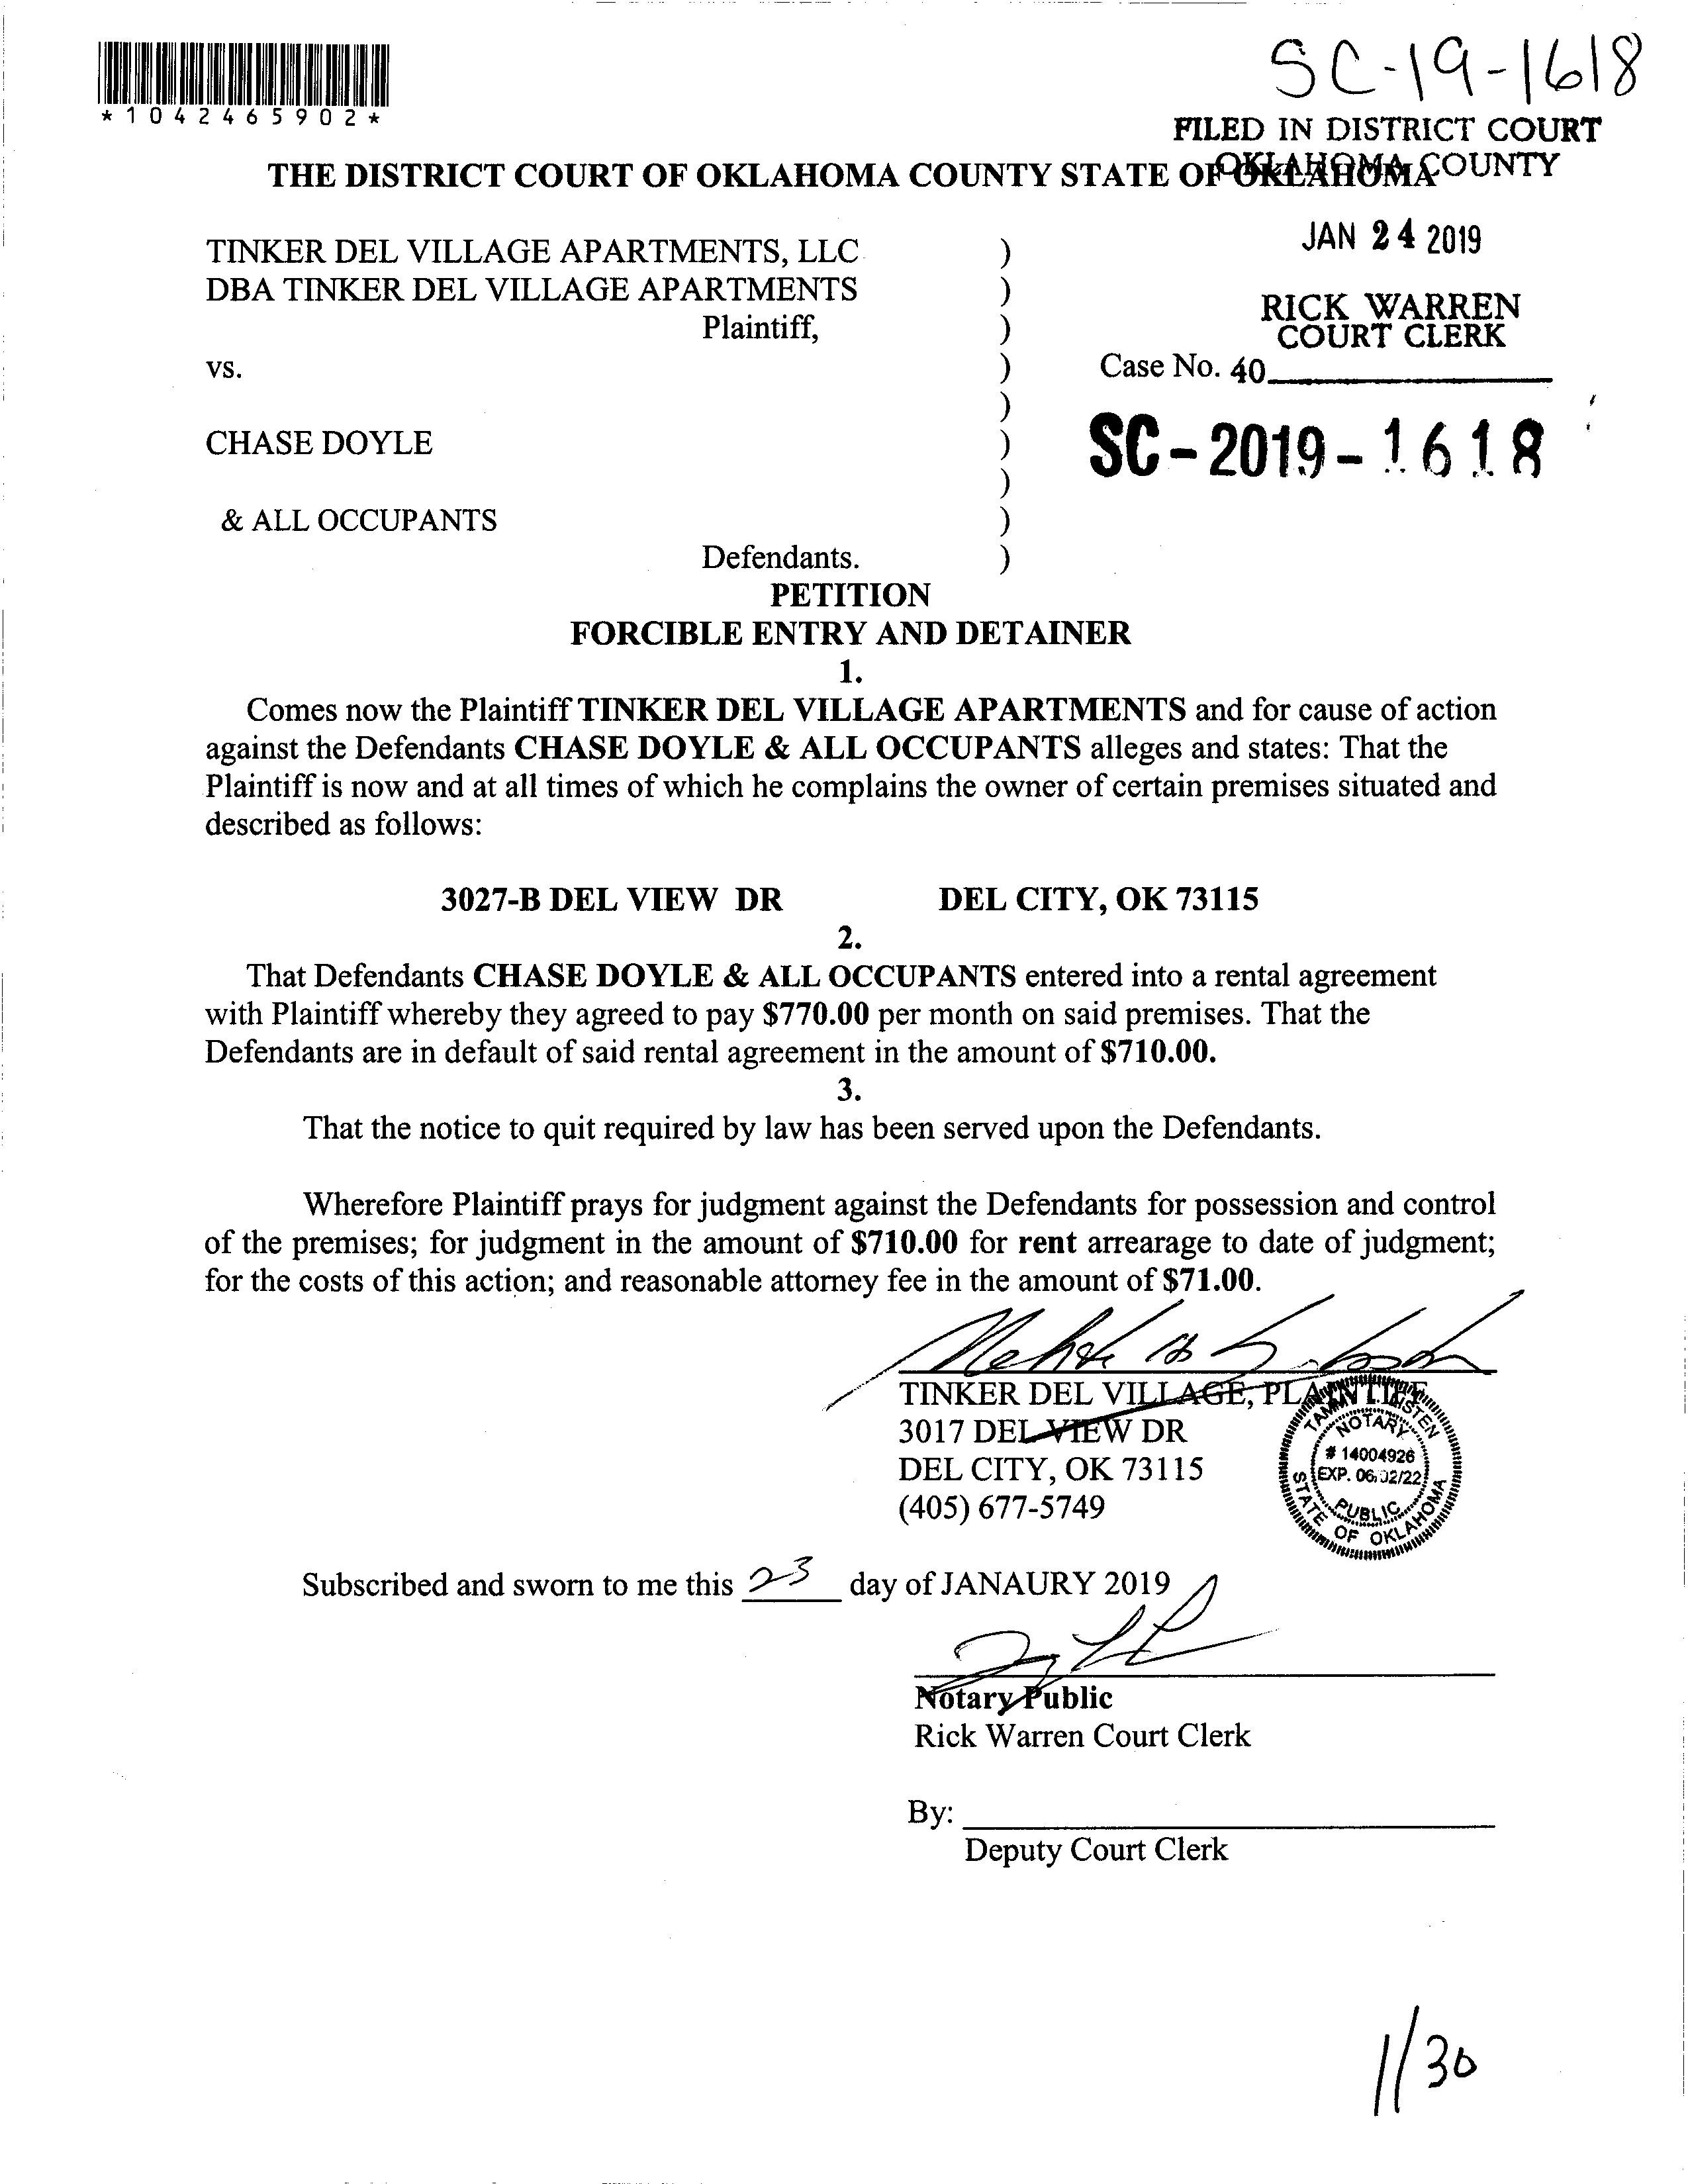 SC-19-1618
*1042465902*
FILED IN DISTRICT COURT
OKLAHOMA COUNTY
THE DISTRICT COURT OF OKLAHOMA COUNTY STATE OF OKLAHOMA
JAN 24 2019
TINKER DEL VILLAGE APARTMENTS, LLC )
DBA TINKER DEL VILLAGE APARTMENTS )
RICK WARREN
COURT CLERK
Plaintiff, )
vs. ) Case No. 40
)
CHASE DOYLE ) SC-2019-1618
)
& ALL OCCUPANTS )
Defendants. )
PETITION
FORCIBLE ENTRY AND DETAINER
1.
Comes now the Plaintiff TINKER DEL VILLAGE APARTMENTS and for cause of action
against the Defendants CHASE DOYLE & ALL OCCUPANTS alleges and states: That the
Plaintiff is now and at all times of which he complains the owner of certain premises situated and
described as follows:
3027-B DEL VIEW DR DEL CITY, OK 73115
2.
That Defendants CHASE DOYLE & ALL OCCUPANTS entered into a rental agreement
with Plaintiff whereby they agreed to pay $770.00 per month on said premises. That the
Defendants are in default of said rental agreement in the amount of $710.00.
3.
That the notice to quit required by law has been served upon the Defendants.
Wherefore Plaintiff prays for judgment against the Defendants for possession and control
of the premises; for judgment in the amount of $710.00 for rent arrearage to date of judgment;
for the costs of this action; and reasonable attorney fee in the amount of $71.00.
TINKER DEL VILLAGE, PLAINTIFF
3017 DEL VIEW DR
DEL CITY, OK 73115
(405) 677-5749
NOTARY
# 14004926
EXP. 06/02/22
PUBLIC
STATE OF OKLAHOMA
Subscribed and sworn to me this 23 day of JANAURY 2019
Notary Public
Rick Warren Court Clerk
By:
Deputy Court Clerk
1/30